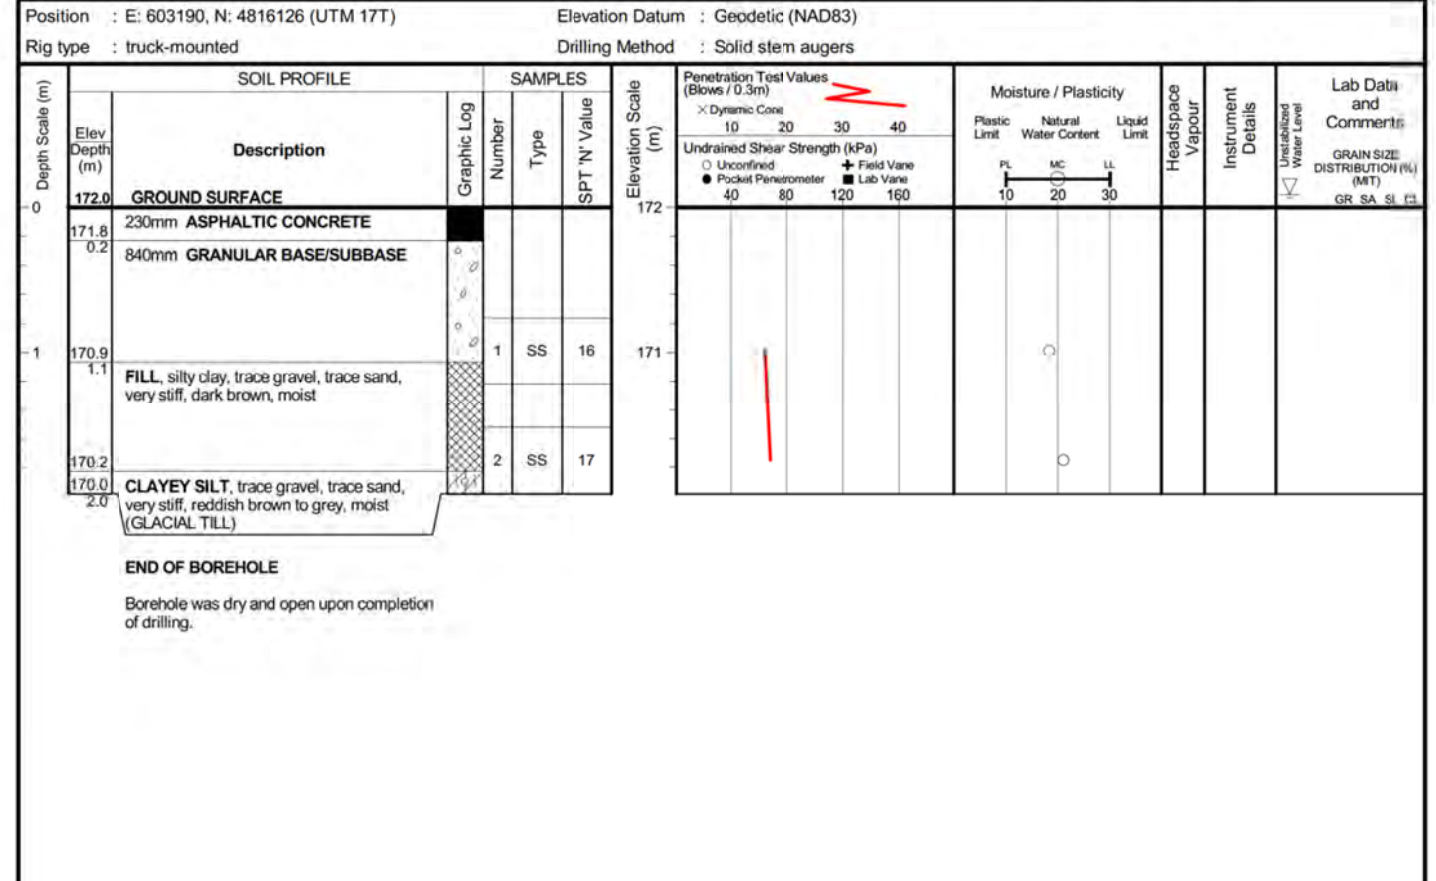 Position : E: 603190, N: 4816126 (UTM 17T)
Elevation Datum : Geodetic (NAD83)
Rig type : truck-mounted
Drilling Method : Solid stem augers
Depth Scale (m)
SOIL PROFILE
Elev
Depth
(m)
Description
172.0 GROUND SURFACE
Graphic Log
SAMPLES
Number
Type
SPT 'N' Value
Elevation Scale
(m)
Penetration Test Values
(Blows / 0.3m)
× Dynamic Cone
10 20 30 40
Undrained Shear Strength (kPa)
○ Unconfined + Field Vane
● Pocket Penetrometer ■ Lab Vane
40 80 120 160
Moisture / Plasticity
Plastic Natural Liquid
Limit Water Content Limit
PL MC LL
10 20 30
Headspace
Vapour
Instrument
Details
Unstabilized
Water Level
Lab Data
and
Comments
GRAIN SIZE
DISTRIBUTION (%)
(MIT)
GR SA SI CL
0
172
230mm ASPHALTIC CONCRETE
171.8
0.2
840mm GRANULAR BASE/SUBBASE
1
170.9
1.1
1 SS 16
171
FILL, silty clay, trace gravel, trace sand,
very stiff, dark brown, moist
170.2
2 SS 17
170.0
2.0
CLAYEY SILT, trace gravel, trace sand,
very stiff, reddish brown to grey, moist
(GLACIAL TILL)
END OF BOREHOLE
Borehole was dry and open upon completion
of drilling.